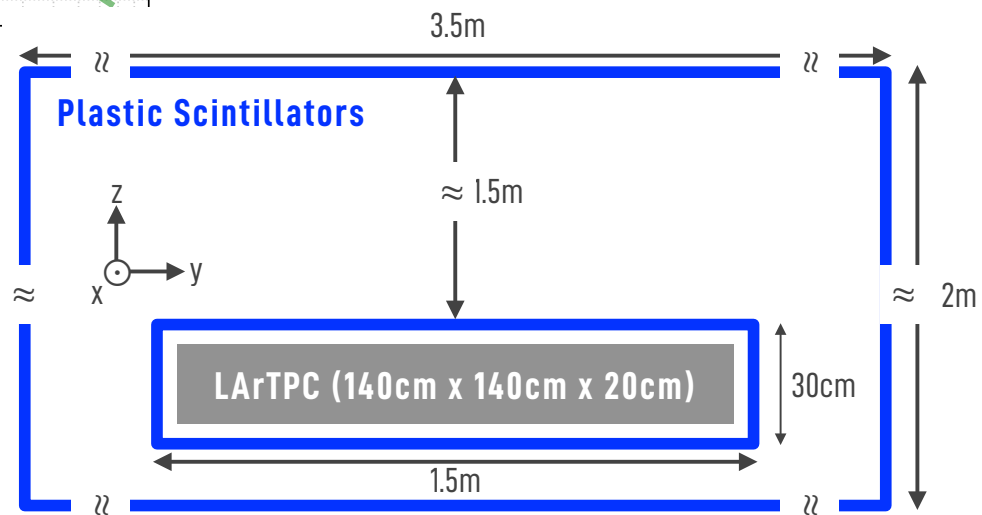 3.5m
Plastic Scintillators
≈ 1.5m
z
y
x
≈
≈ 2m
LArTPC (140cm x 140cm x 20cm)
30cm
1.5m